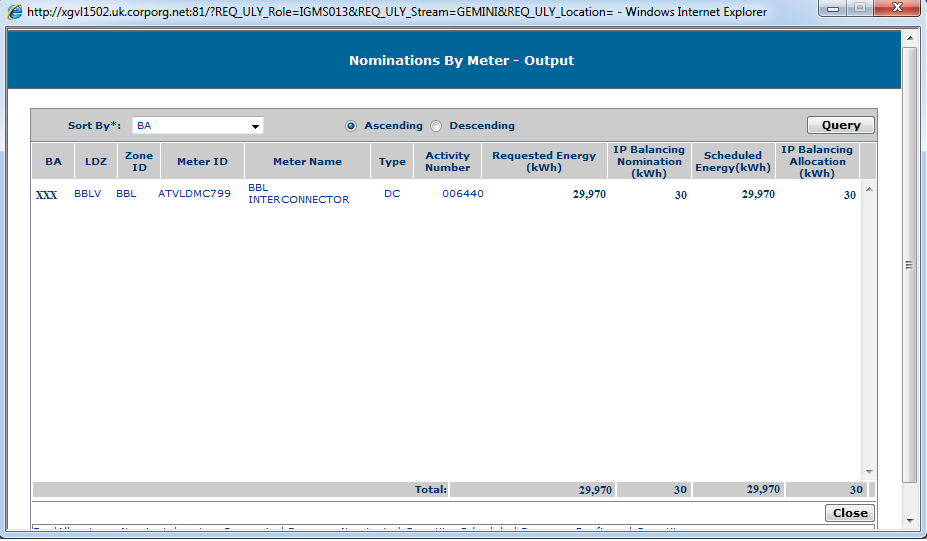 http://xgvl1502.uk.corporg.net:81/?REQ_ULY_Role=IGMS013&REQ_ULY_Stream=GEMINI&REQ_ULY_Location= - Windows Internet Explorer
Nominations By Meter - Output
Sort By*: BA Ascending Descending Query
BA LDZ Zone ID Meter ID Meter Name Type Activity Number Requested Energy (kWh) IP Balancing Nomination (kWh) Scheduled Energy(kWh) IP Balancing Allocation (kWh)
XXX BBLV BBL ATVLDMC799 BBL INTERCONNECTOR DC 006440 29,970 30 29,970 30
Total: 29,970 30 29,970 30
Close